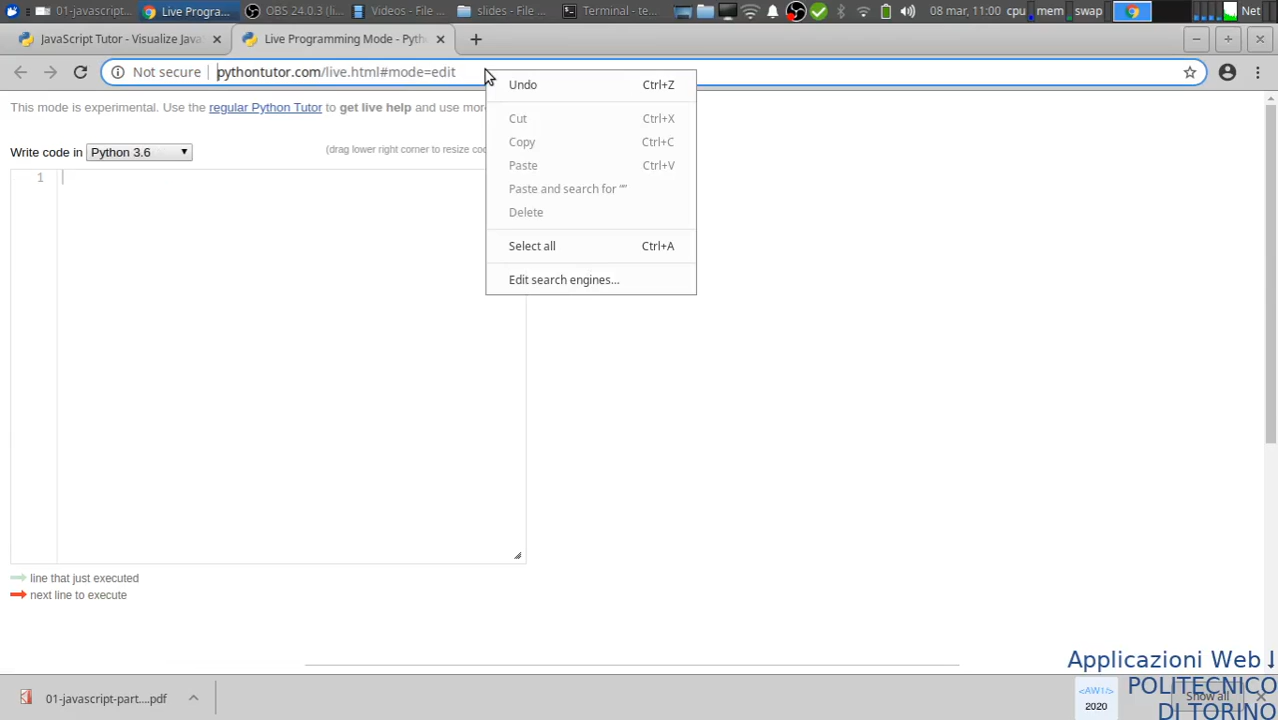 01-javascript...
Live Progra...
OBS 24.0.3 (li...
Videos - File ...
slides - File ...
Terminal - te...
08 mar, 11:00
cpu
mem
swap
Net
JavaScript Tutor - Visualize Java
Live Programming Mode - Pyth
Not secure
pythontutor.com/live.html#mode=edit
This mode is experimental. Use the regular Python Tutor to get live help and use mor
Write code in Python 3.6
(drag lower right corner to resize co
1
Undo Ctrl+Z
Cut Ctrl+X
Copy Ctrl+C
Paste Ctrl+V
Paste and search for “”
Delete
Select all Ctrl+A
Edit search engines...
line that just executed
next line to execute
Applicazioni Web I
POLITECNICO
DI TORINO
<AW1/>
2020
01-javascript-part....pdf
Show all